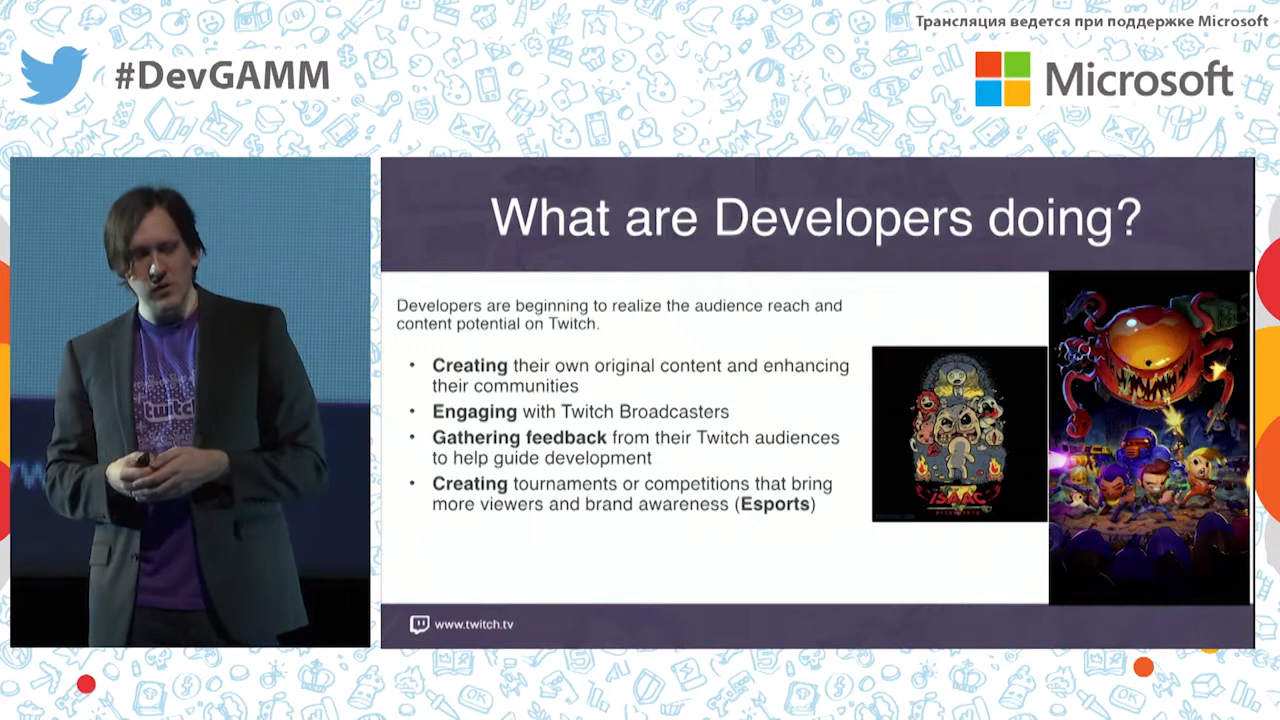 Трансляция ведется при поддержке Microsoft
#DevGAMM
Microsoft
twitch
What are Developers doing?
Developers are beginning to realize the audience reach and
content potential on Twitch.
• Creating their own original content and enhancing
their communities
• Engaging with Twitch Broadcasters
• Gathering feedback from their Twitch audiences
to help guide development
• Creating tournaments or competitions that bring
more viewers and brand awareness (Esports)
ISAAC
www.twitch.tv